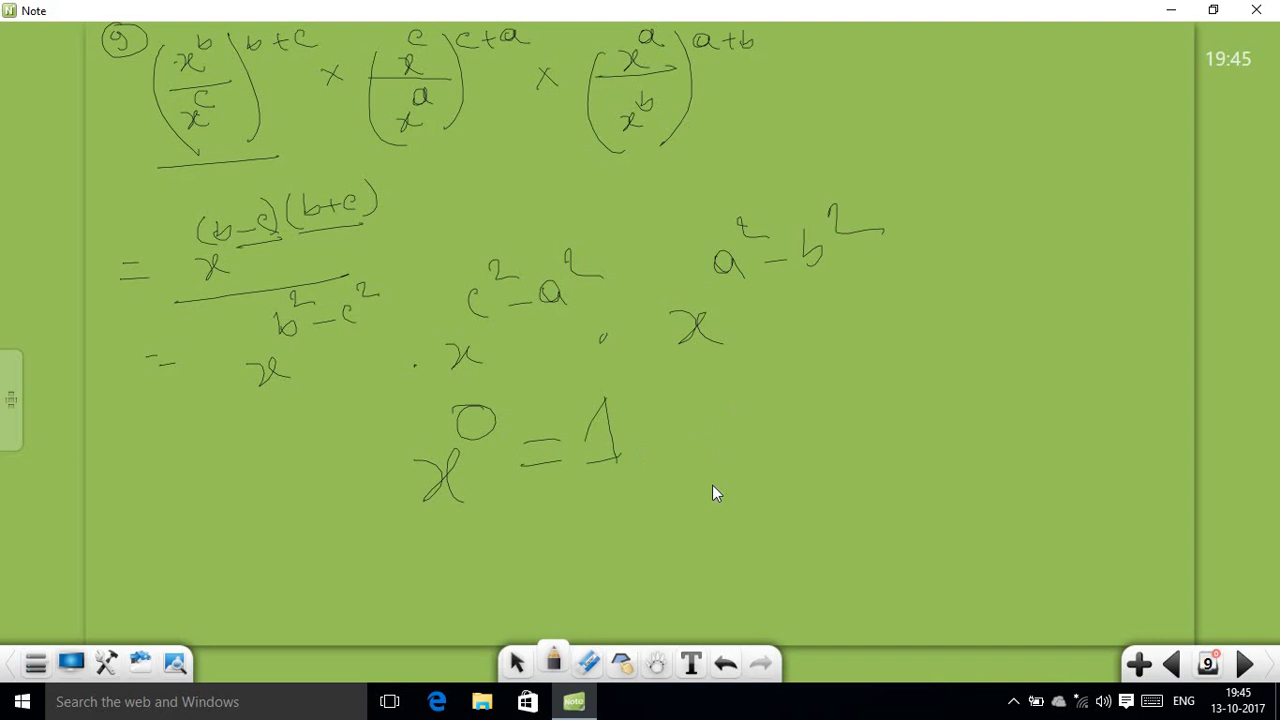 Note
19:45
9 (x^b/x^c)^b+c × (x^c/x^a)^c+a × (x^a/x^b)^a+b
= x^(b-c)(b+c)
= x^b²-c² . x^c²-a² . x^a²-b²
x^0 = 1
T 9
Search the web and Windows
ENG
19:45
13-10-2017